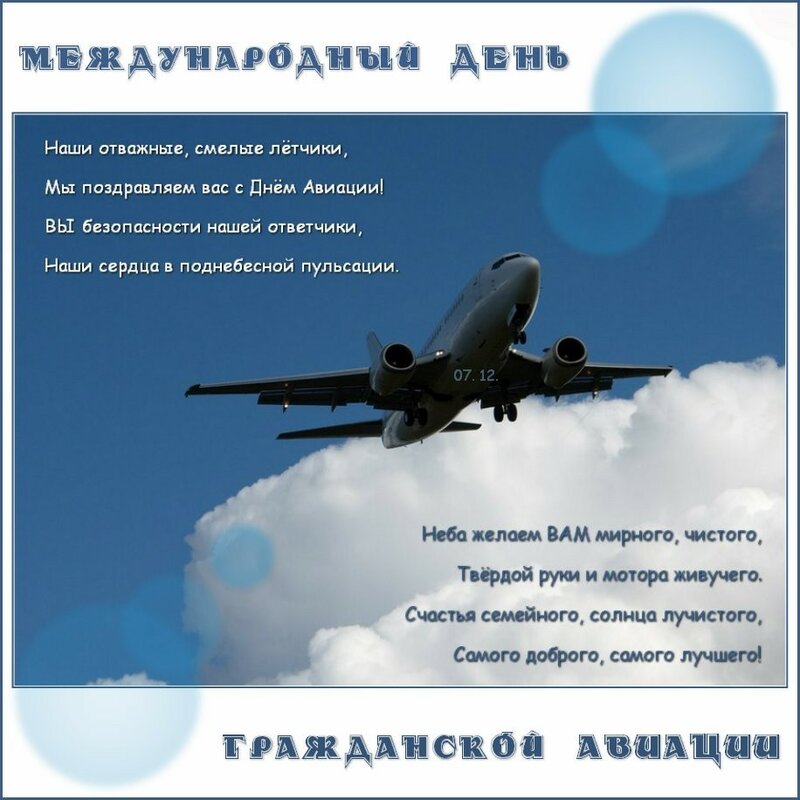 МЕЖДУНАРОДНЫЙ ДЕНЬ
Наши отважные, смелые лётчики,
Мы поздравляем вас с Днём Авиации!
ВЫ безопасности нашей ответчики,
Наши сердца в поднебесной пульсации.
07. 12.
Неба желаем ВАМ мирного, чистого,
Твёрдой руки и мотора живучего.
Счастья семейного, солнца лучистого,
Самого доброго, самого лучшего!
ГРАЖДАНСКОЙ АВИАЦИИ